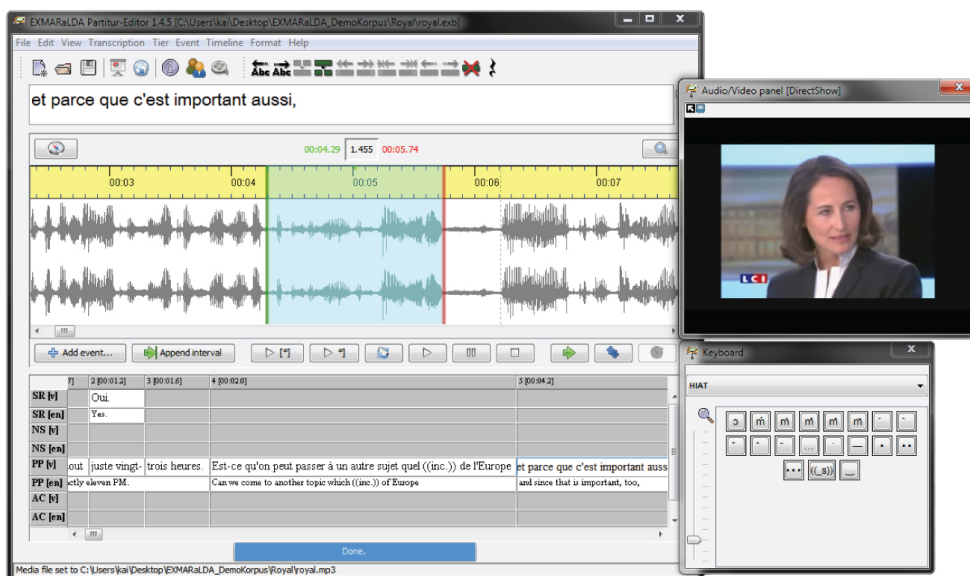 EXMARaLDA Partitur-Editor 1.4.5 [C:\Users\kai\Desktop\EXMARaLDA_DemoKorpus\Royal\royal.exb]
File Edit View Transcription Tier Event Timeline Format Help
Abc Abc
et parce que c'est important aussi,
00:04.29 1.455 00:05.74
00:03 00:04 00:05 00:06 00:07
Add event... Append interval
2 [00:01.2] 3 [00:01.6] 4 [00:02.0] 5 [00:04.2]
SR [v] Oui.
SR [en] Yes.
NS [v]
NS [en]
PP [v] out juste vingt- trois heures. Est-ce qu'on peut passer à un autre sujet quel ((inc.)) de l'Europe et parce que c'est important auss
PP [en] ctly eleven PM. Can we come to another topic which ((inc.)) of Europe and since that is important, too,
AC [v]
AC [en]
Done.
Media file set to C:\Users\kai\Desktop\EXMARaLDA_DemoKorpus\Royal\royal.mp3
Audio/Video panel [DirectShow]
LCI
Keyboard
HIAT
((_s))